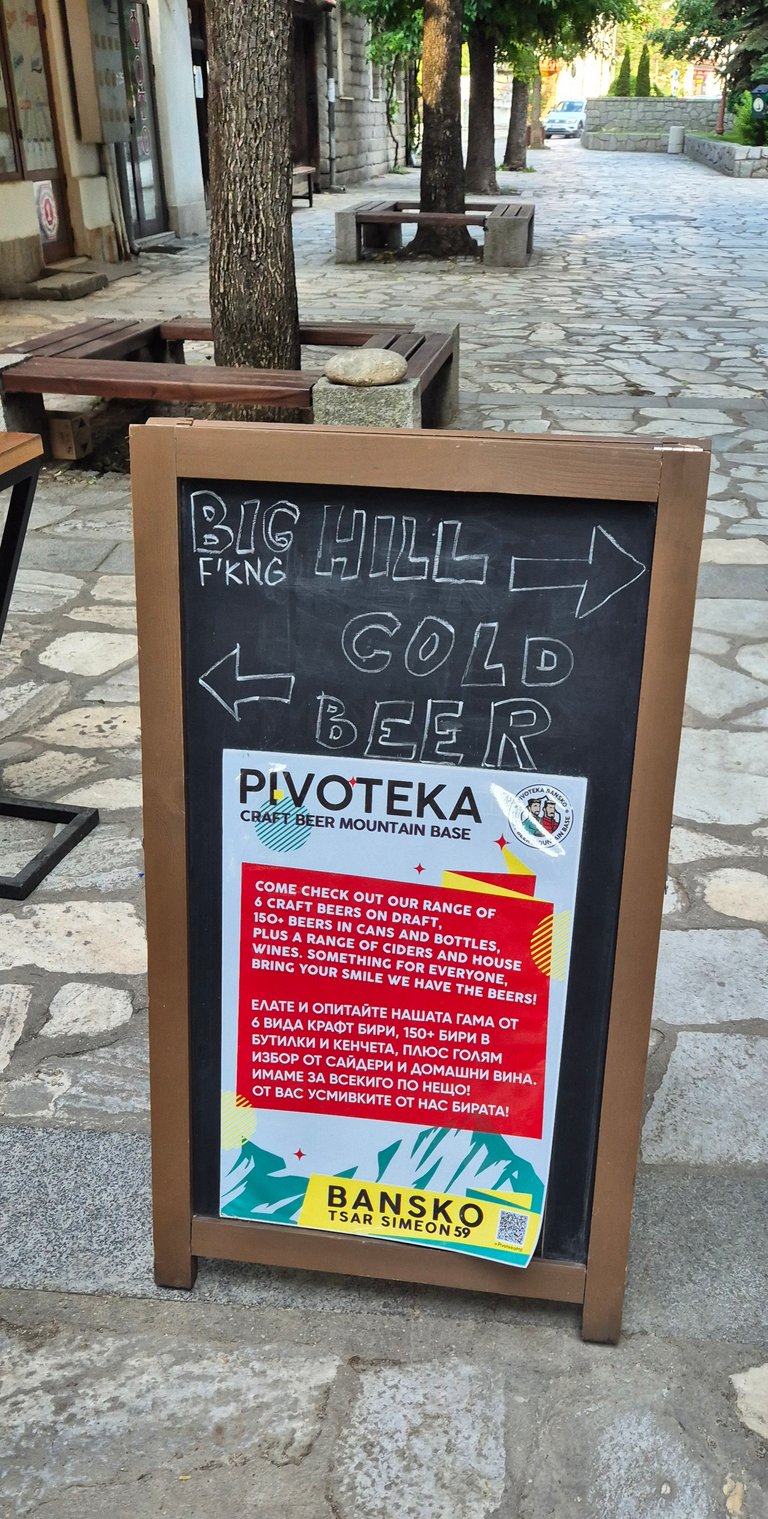 BIG HILL
F'KNG
COLD
BEER
PIVOTEKA
CRAFT BEER MOUNTAIN BASE
PIVOTEKA BANSKO
COME CHECK OUT OUR RANGE OF
6 CRAFT BEERS ON DRAFT,
150+ BEERS IN CANS AND BOTTLES,
PLUS A RANGE OF CIDERS AND HOUSE
WINES. SOMETHING FOR EVERYONE,
BRING YOUR SMILE WE HAVE THE BEERS!
ЕЛАТЕ И ОПИТАЙТЕ НАШАТА ГАМА ОТ
6 ВИДА КРАФТ БИРИ, 150+ БИРИ В
БУТИЛКИ И КЕНЧЕТА, ПЛЮС ГОЛЯМ
ИЗБОР ОТ САЙДЕРИ И ДОМАШНИ ВИНА.
ИМАМЕ ЗА ВСЕКИГО ПО НЕЩО!
ОТ ВАС УСМИВКИТЕ ОТ НАС БИРАТА!
BANSKO
TSAR SIMEON 59